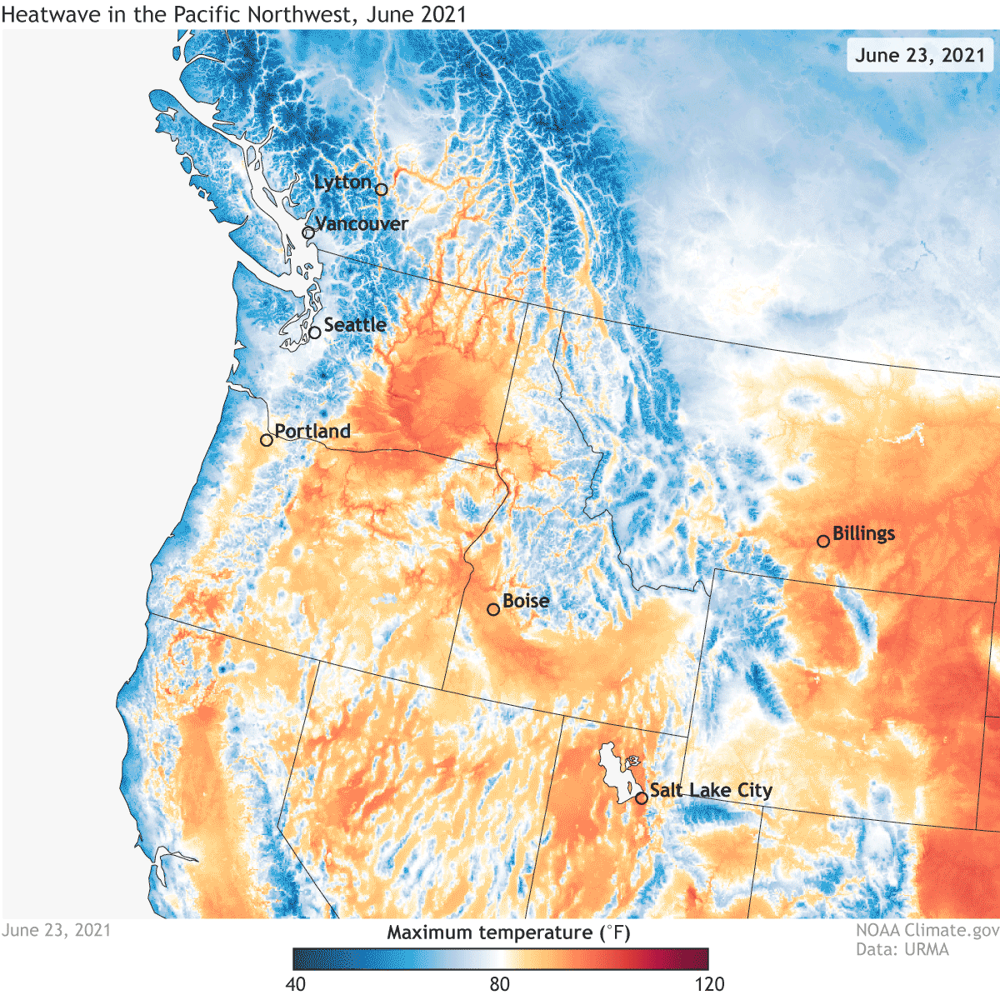 Heatwave in the Pacific Northwest, June 2021
June 23, 2021
Lytton
Vancouver
Seattle
Portland
Billings
Boise
Salt Lake City
June 23, 2021
Maximum temperature (°F)
NOAA Climate.gov
Data: URMA
40
80
120